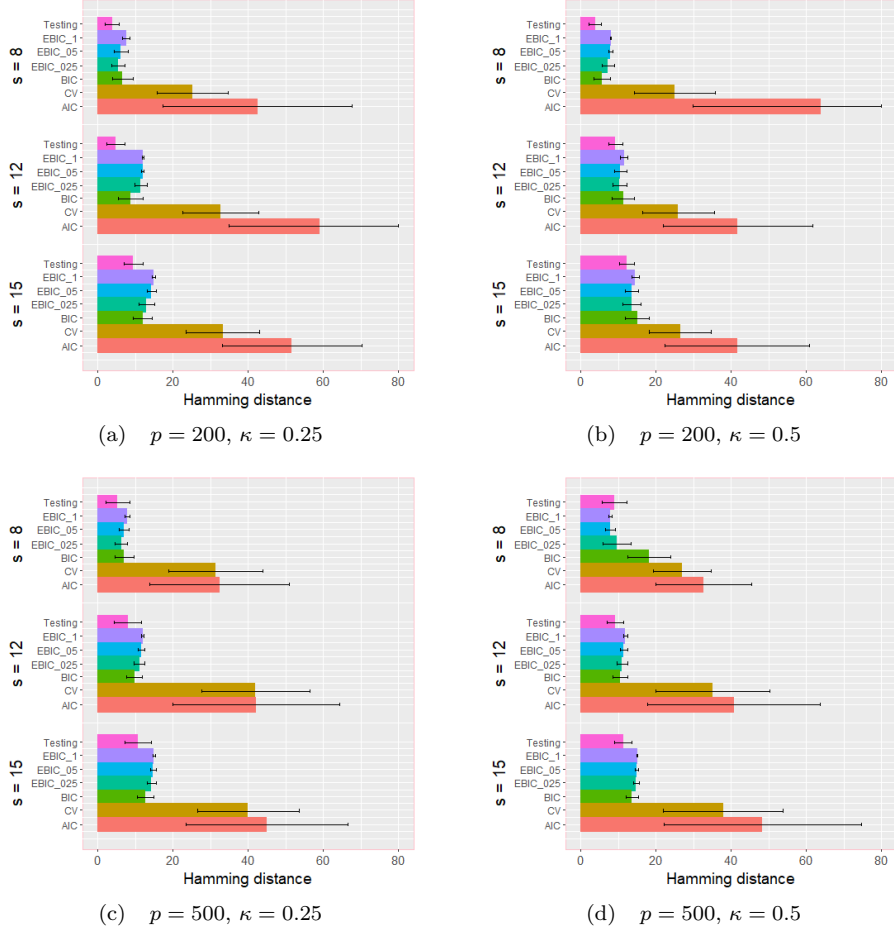 s = 8
Testing
EBIC_1
EBIC_05
EBIC_025
BIC
CV
AIC
s = 12
Testing
EBIC_1
EBIC_05
EBIC_025
BIC
CV
AIC
s = 15
Testing
EBIC_1
EBIC_05
EBIC_025
BIC
CV
AIC
0 20 40 60 80
Hamming distance
(a) p = 200, κ = 0.25
s = 8
Testing
EBIC_1
EBIC_05
EBIC_025
BIC
CV
AIC
s = 12
Testing
EBIC_1
EBIC_05
EBIC_025
BIC
CV
AIC
s = 15
Testing
EBIC_1
EBIC_05
EBIC_025
BIC
CV
AIC
0 20 40 60 80
Hamming distance
(b) p = 200, κ = 0.5
s = 8
Testing
EBIC_1
EBIC_05
EBIC_025
BIC
CV
AIC
s = 12
Testing
EBIC_1
EBIC_05
EBIC_025
BIC
CV
AIC
s = 15
Testing
EBIC_1
EBIC_05
EBIC_025
BIC
CV
AIC
0 20 40 60 80
Hamming distance
(c) p = 500, κ = 0.25
s = 8
Testing
EBIC_1
EBIC_05
EBIC_025
BIC
CV
AIC
s = 12
Testing
EBIC_1
EBIC_05
EBIC_025
BIC
CV
AIC
s = 15
Testing
EBIC_1
EBIC_05
EBIC_025
BIC
CV
AIC
0 20 40 60 80
Hamming distance
(d) p = 500, κ = 0.5